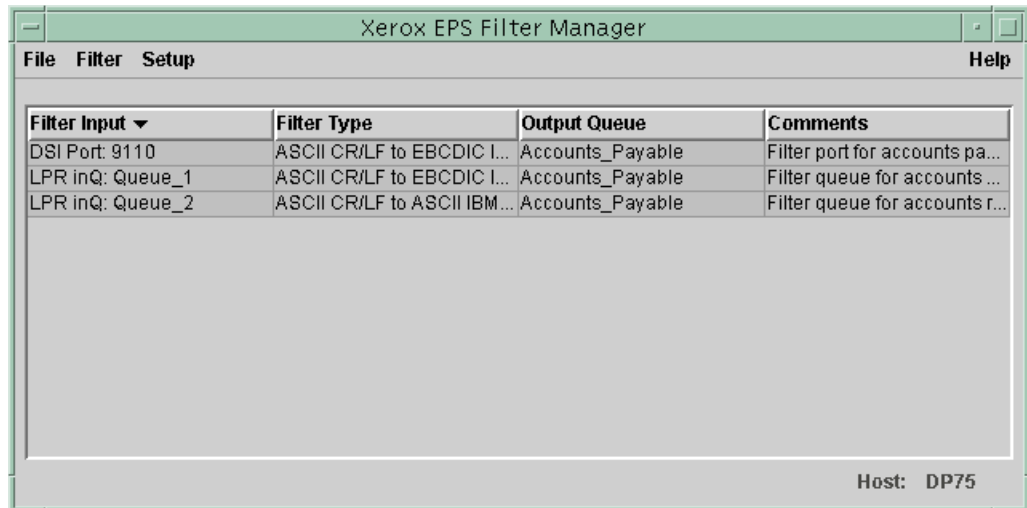 Xerox EPS Filter Manager
File Filter Setup Help
Filter Input Filter Type Output Queue Comments
DSI Port: 9110 ASCII CR/LF to EBCDIC I... Accounts_Payable Filter port for accounts pa...
LPR inQ: Queue_1 ASCII CR/LF to EBCDIC I... Accounts_Payable Filter queue for accounts ...
LPR inQ: Queue_2 ASCII CR/LF to ASCII IBM... Accounts_Payable Filter queue for accounts r...
Host: DP75